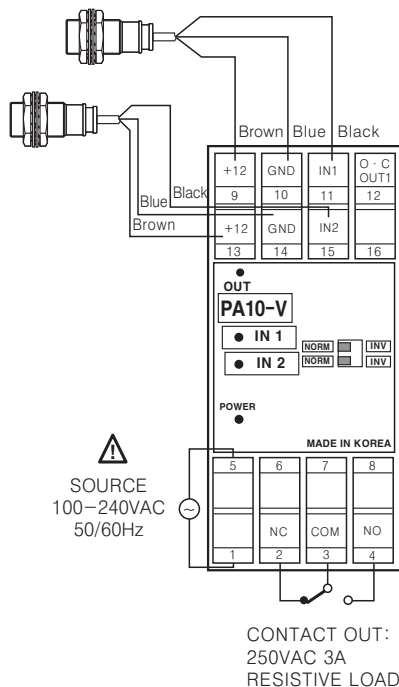 Brown Blue Black
+12 GND IN1 O · C OUT1
9 10 11 12
Black
Blue
Brown
+12 GND IN2
13 14 15 16
OUT
PA10-V
IN 1 NORM INV
IN 2 NORM INV
POWER
MADE IN KOREA
5 6 7 8
SOURCE
100-240VAC
50/60Hz
~
NC COM NO
1 2 3 4
CONTACT OUT:
250VAC 3A
RESISTIVE LOAD